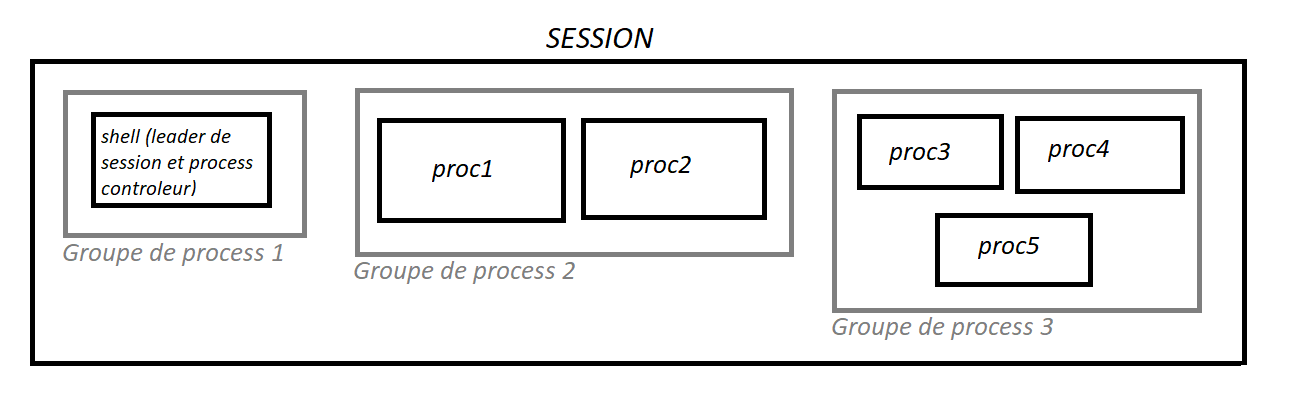 SESSION
shell (leader de
session et process
controleur)
Groupe de process 1
proc1
proc2
Groupe de process 2
proc3
proc4
proc5
Groupe de process 3